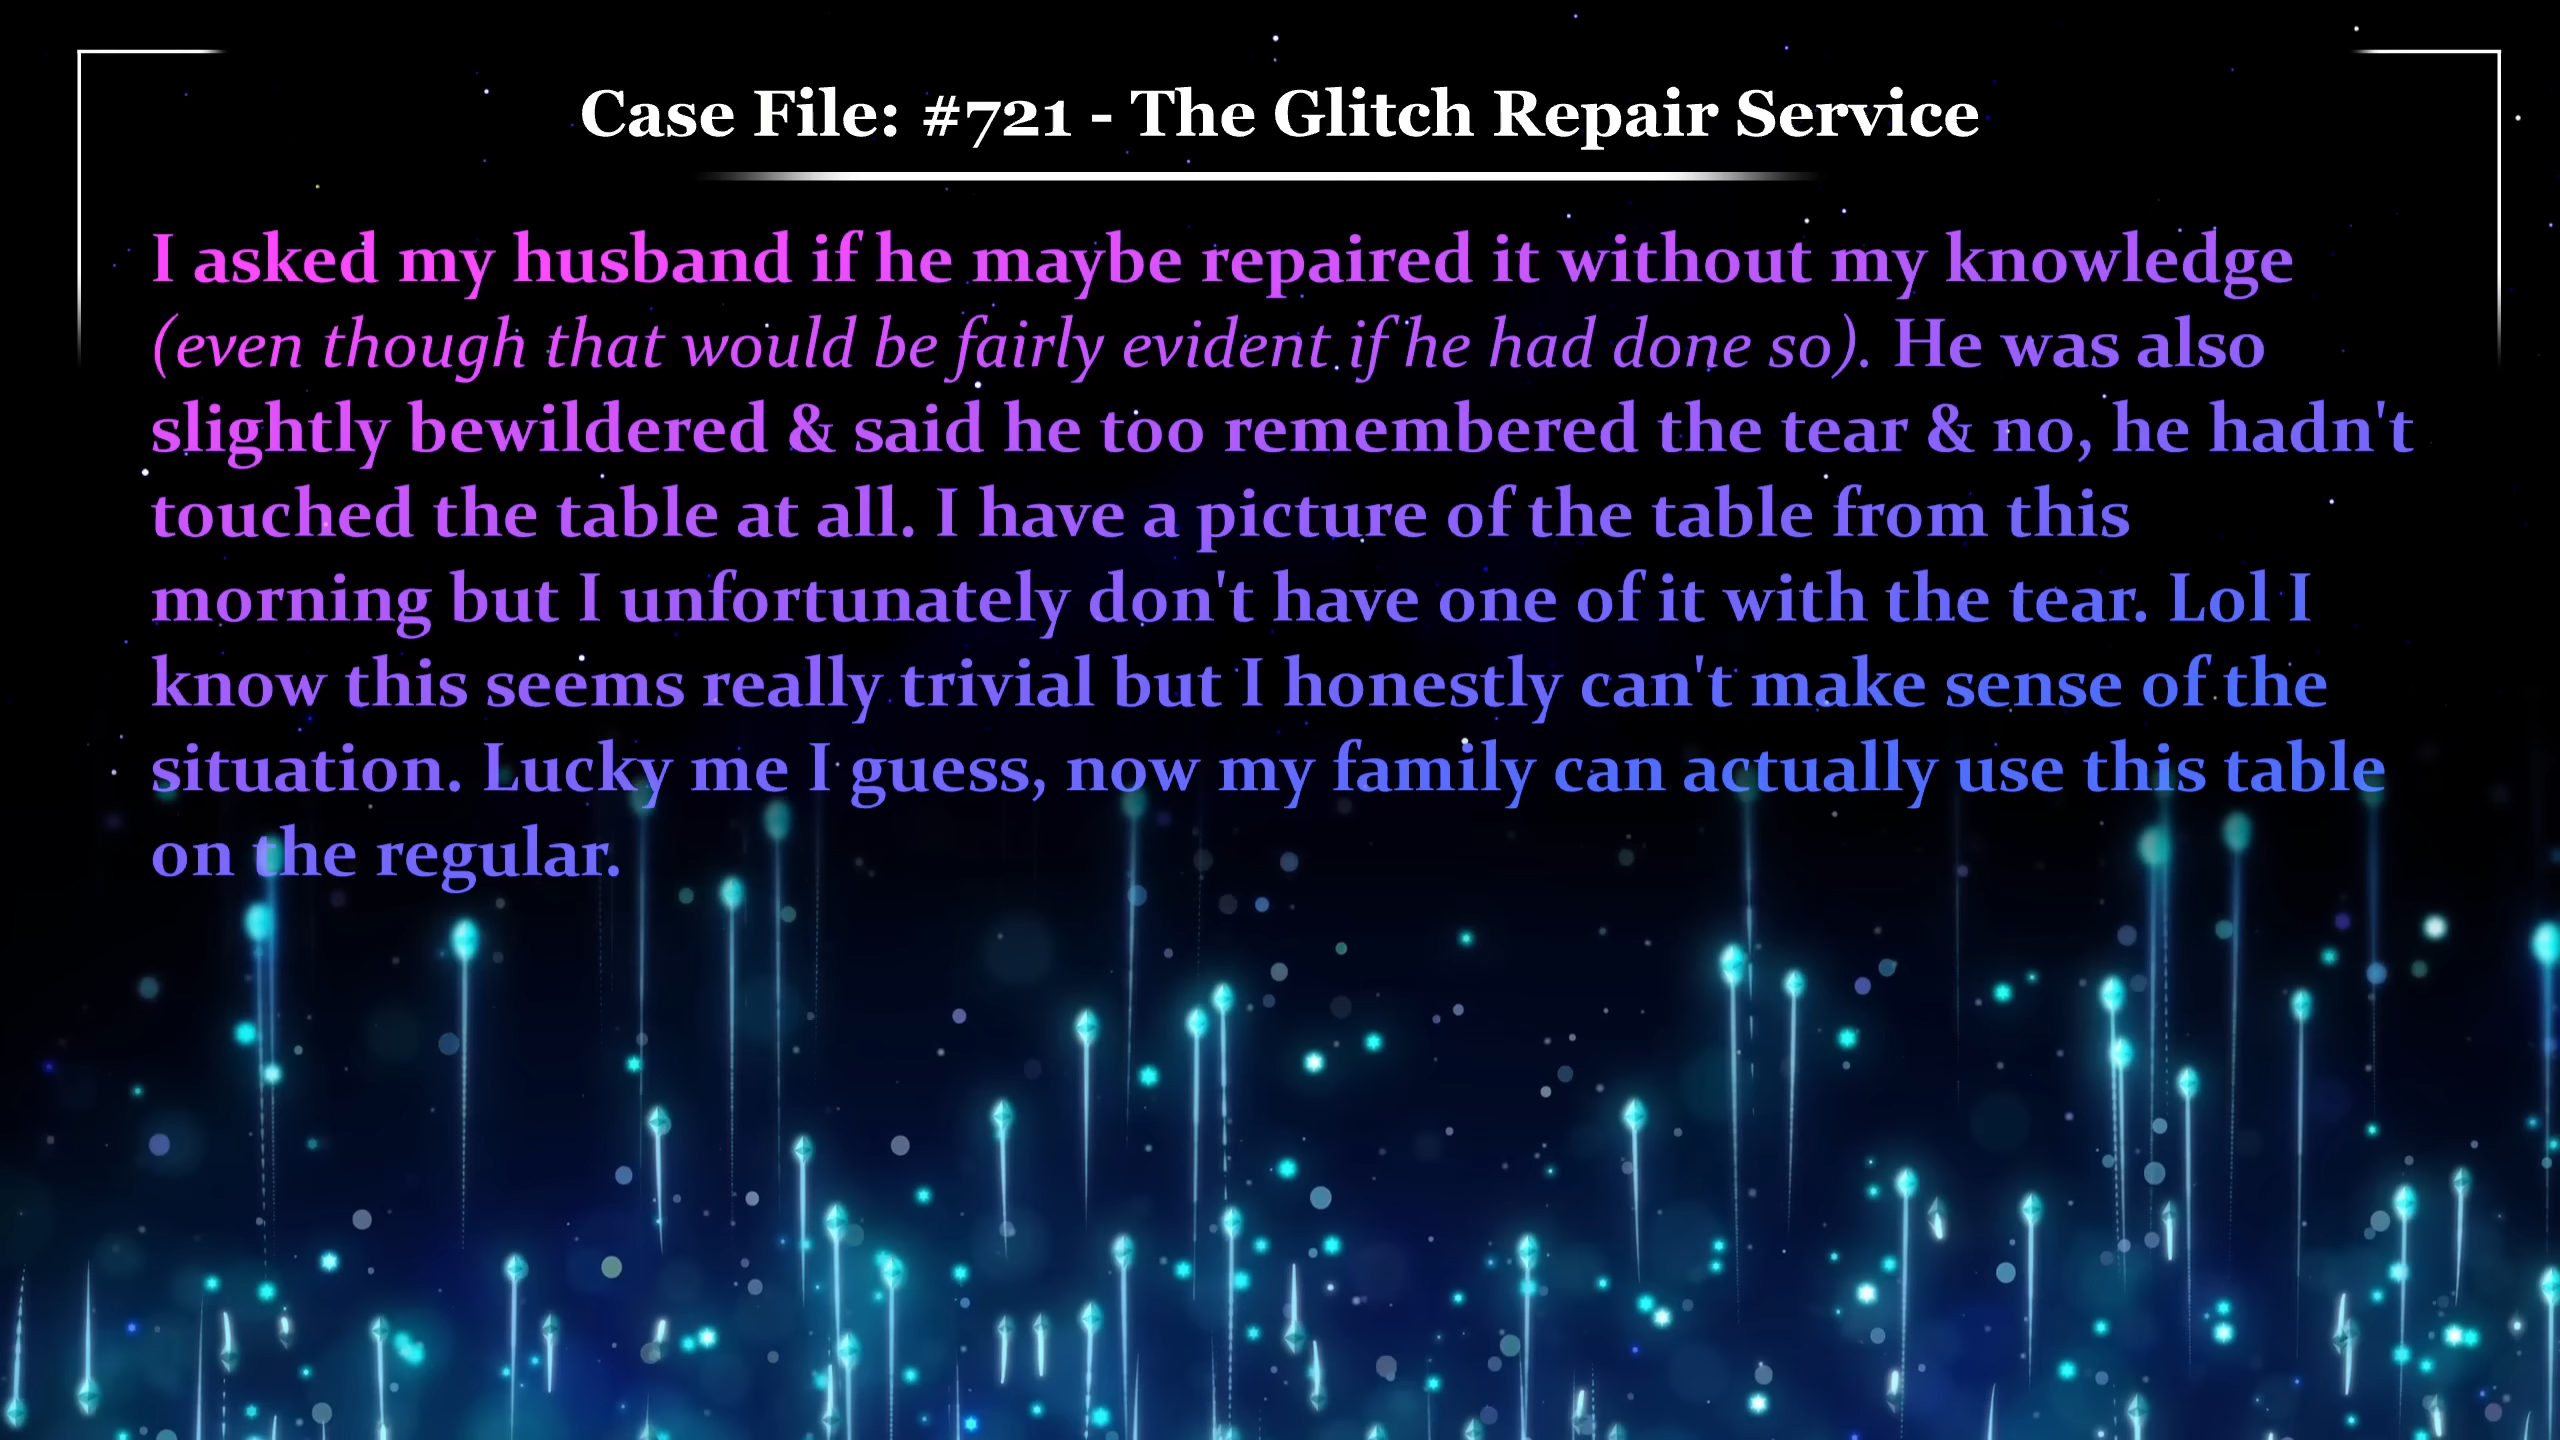 Case File: #721 - The Glitch Repair Service
I asked my husband if he maybe repaired it without my knowledge
(even though that would be fairly evident if he had done so). He was also
slightly bewildered & said he too remembered the tear & no, he hadn't
touched the table at all. I have a picture of the table from this
morning but I unfortunately don't have one of it with the tear. Lol I
know this seems really trivial but I honestly can't make sense of the
situation. Lucky me I guess, now my family can actually use this table
on the regular.